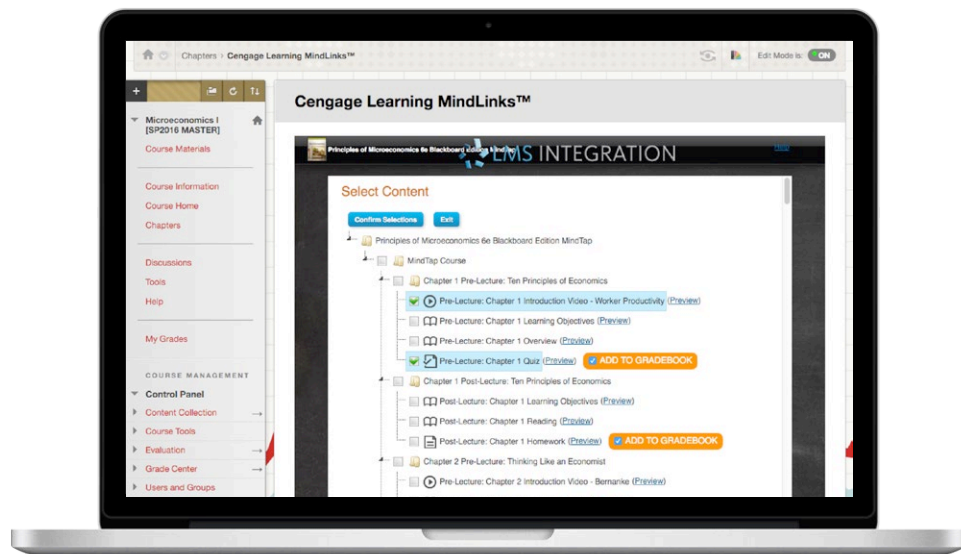 Chapters › Cengage Learning MindLinks™
Edit Mode is: ON
Microeconomics I
[SP2016 MASTER]
Course Materials
Course Information
Course Home
Chapters
Discussions
Tools
Help
My Grades
COURSE MANAGEMENT
Control Panel
Content Collection
Course Tools
Evaluation
Grade Center
Users and Groups
Cengage Learning MindLinks™
Principles of Microeconomics 6e Blackboard Edition MindTap
LMS INTEGRATION
Help
Select Content
Confirm Selections Exit
Principles of Microeconomics 6e Blackboard Edition MindTap
MindTap Course
Chapter 1 Pre-Lecture: Ten Principles of Economics
Pre-Lecture: Chapter 1 Introduction Video - Worker Productivity (Preview)
Pre-Lecture: Chapter 1 Learning Objectives (Preview)
Pre-Lecture: Chapter 1 Overview (Preview)
Pre-Lecture: Chapter 1 Quiz (Preview) ADD TO GRADEBOOK
Chapter 1 Post-Lecture: Ten Principles of Economics
Post-Lecture: Chapter 1 Learning Objectives (Preview)
Post-Lecture: Chapter 1 Reading (Preview)
Post-Lecture: Chapter 1 Homework (Preview) ADD TO GRADEBOOK
Chapter 2 Pre-Lecture: Thinking Like an Economist
Pre-Lecture: Chapter 2 Introduction Video - Bernanke (Preview)